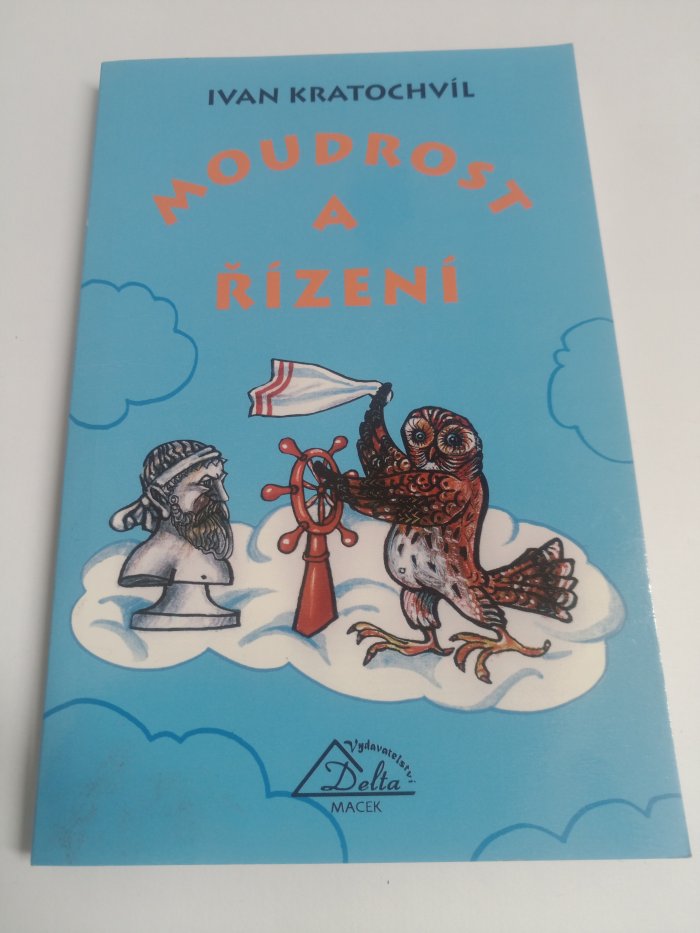 IVAN KRATOCHVÍL
MOUDROST
A
ŘÍZENÍ
Vydavatelství
Delta
MACEK